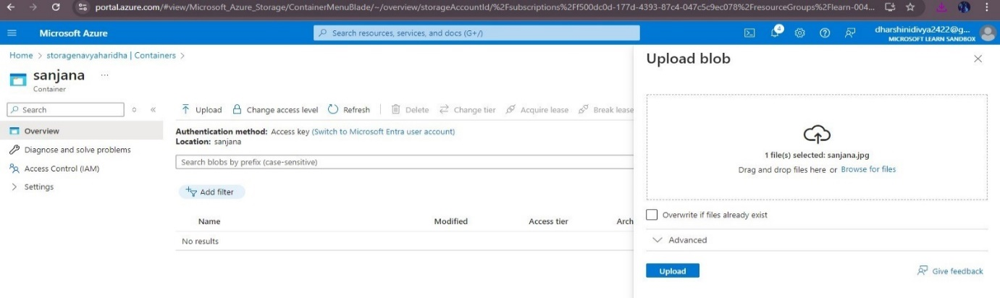 portal.azure.com/#view/Microsoft_Azure_Storage/ContainerMenuBlade/~/overview/storageAccountId/%2Fsubscriptions%2Ff500dc0d-177d-4393-87c4-047c5c9ec078%2FresourceGroups%2Flearn-004...
Microsoft Azure
Search resources, services, and docs (G+/)
4
dharshinidivya2422@g...
MICROSOFT LEARN SANDBOX
Home > storagenavyaharidha | Containers >
sanjana ...
Container
Search
Overview
Diagnose and solve problems
Access Control (IAM)
Settings
Upload Change access level Refresh Delete Change tier Acquire lease Break lease
Authentication method: Access key (Switch to Microsoft Entra user account)
Location: sanjana
Search blobs by prefix (case-sensitive)
Add filter
Name Modified Access tier Arch
No results
Upload blob
1 file(s) selected: sanjana.jpg
Drag and drop files here or Browse for files
Overwrite if files already exist
Advanced
Upload
Give feedback